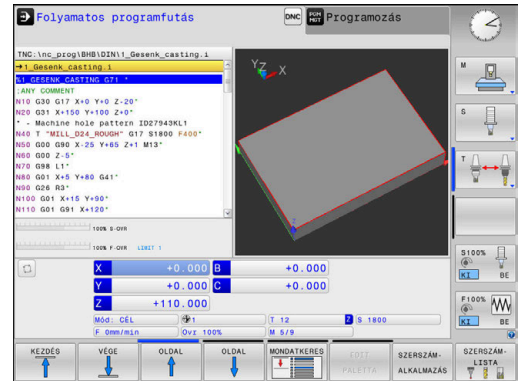 Folyamatos programfutás
DNC
PGM MGT
Programozás
TNC:\nc_prog\BHB\DIN\1_Gesenk_casting.i
→1_Gesenk_casting.i
%1_GESENK_CASTING G71 *
;ANY COMMENT
N10 G30 G17 X+0 Y+0 Z-20*
N20 G31 X+150 Y+100 Z+0*
* - Machine hole pattern ID27943KL1
N40 T "MILL_D24_ROUGH" G17 S1800 F400*
N50 G00 G90 X-25 Y+65 Z+1 M13*
N60 G00 Z-5*
N70 G98 L1*
N80 G01 X+5 Y+80 G41*
N90 G26 R3*
N100 G01 X+15 Y+90*
N110 G01 G91 X+120*
Y Z X
Z
100% S-OVR
100% F-OVR LIMIT 1
X +0.000 B +0.000
Y +0.000 C +0.000
Z +110.000
Mód: CÉL 1 T 12 Z S 1800
F 0mm/min Ovr 100% M 5/9
M
S
T
S100%
KI BE
F100%
KI BE
KEZDÉS
VÉGE
OLDAL
OLDAL
MONDATKERES
EDIT PALETTA
SZERSZÁM-ALKALMAZÁS
SZERSZÁM-LISTA